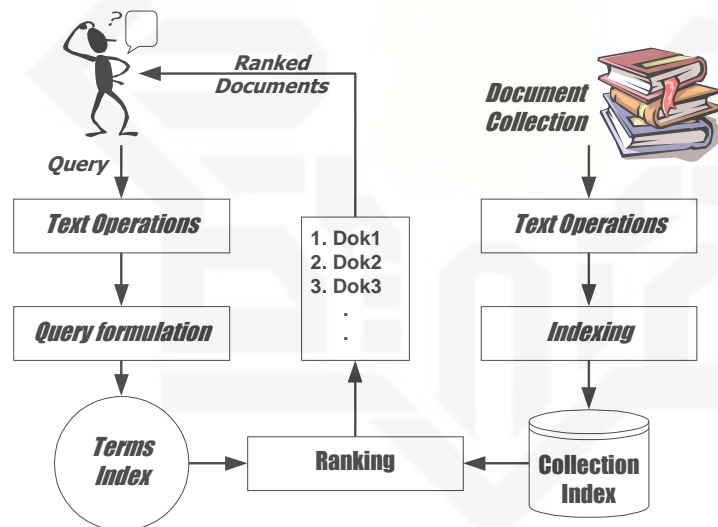 ?
Ranked
Documents
Document
Collection
Query
Text Operations
1. Dok1
2. Dok2
3. Dok3
.
.
Text Operations
Query formulation
Indexing
Terms
Index
Ranking
Collection
Index